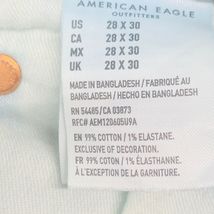 AMERICAN EAGLE
OUTFITTERS
US 28 X 30
CA 28 X 30
MX 28 X 30
UK 28 X 30
MADE IN BANGLADESH / FABRIQUÉ AU
BANGLADESH / HECHO EN BANGLADESH
RN 54485/ CA 03873
RFC# AEM120605U9A
EN 99% COTTON / 1% ELASTANE.
EXCLUSIVE OF DECORATION
FR 99% COTON / 1% ÉLASTHANNE.
À L'EXCEPTION DE LA GARNITURE.